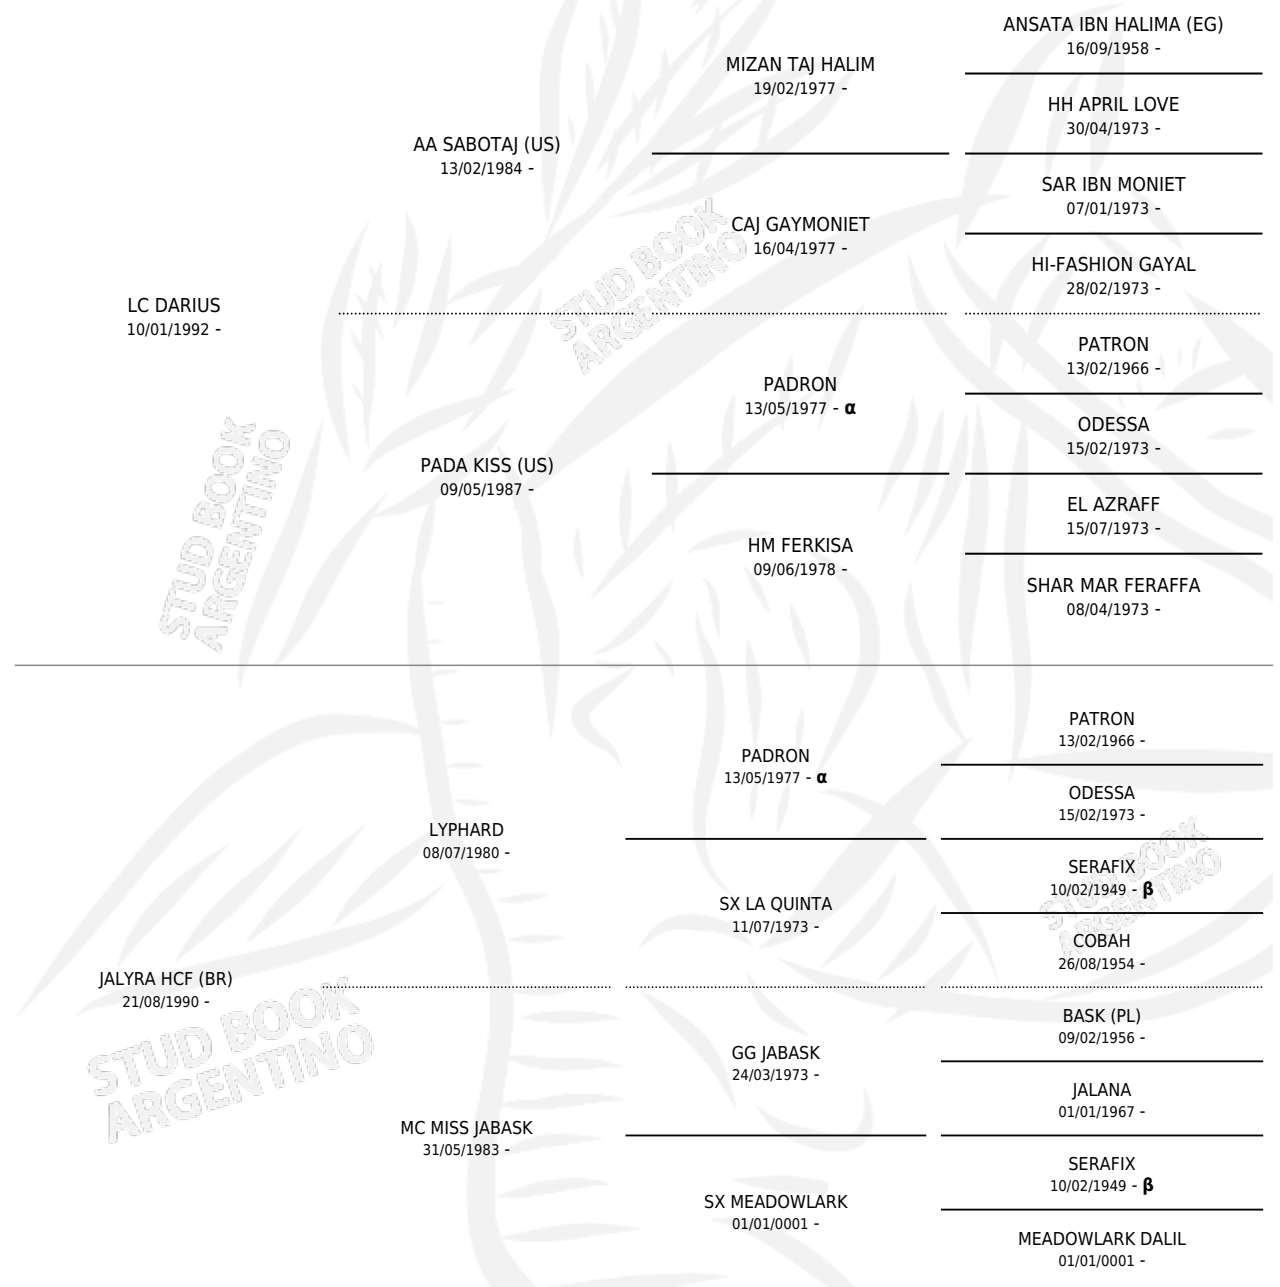 ANSATA IBN HALIMA (EG)
16/09/1958 -
MIZAN TAJ HALIM
19/02/1977 -
HH APRIL LOVE
30/04/1973 -
AA SABOTAJ (US)
13/02/1984 -
SAR IBN MONIET
07/01/1973 -
CAJ GAYMONIET
16/04/1977 -
HI-FASHION GAYAL
28/02/1973 -
LC DARIUS
10/01/1992 -
PATRON
13/02/1966 -
PADRON
13/05/1977 - α
ODESSA
15/02/1973 -
PADA KISS (US)
09/05/1987 -
EL AZRAFF
15/07/1973 -
HM FERKISA
09/06/1978 -
SHAR MAR FERAFFA
08/04/1973 -
PATRON
13/02/1966 -
PADRON
13/05/1977 - α
ODESSA
15/02/1973 -
LYPHARD
08/07/1980 -
SERAFIX
10/02/1949 - β
SX LA QUINTA
11/07/1973 -
COBAH
26/08/1954 -
JALYRA HCF (BR)
21/08/1990 -
BASK (PL)
09/02/1956 -
GG JABASK
24/03/1973 -
JALANA
01/01/1967 -
MC MISS JABASK
31/05/1983 -
SERAFIX
10/02/1949 - β
SX MEADOWLARK
01/01/0001 -
MEADOWLARK DALIL
01/01/0001 -
STUD BOOK
ARGENTINO
STUD BOOK
ARGENTINO
STUD BOOK
ARGENTINO
STUD BOOK
ARGENTINO